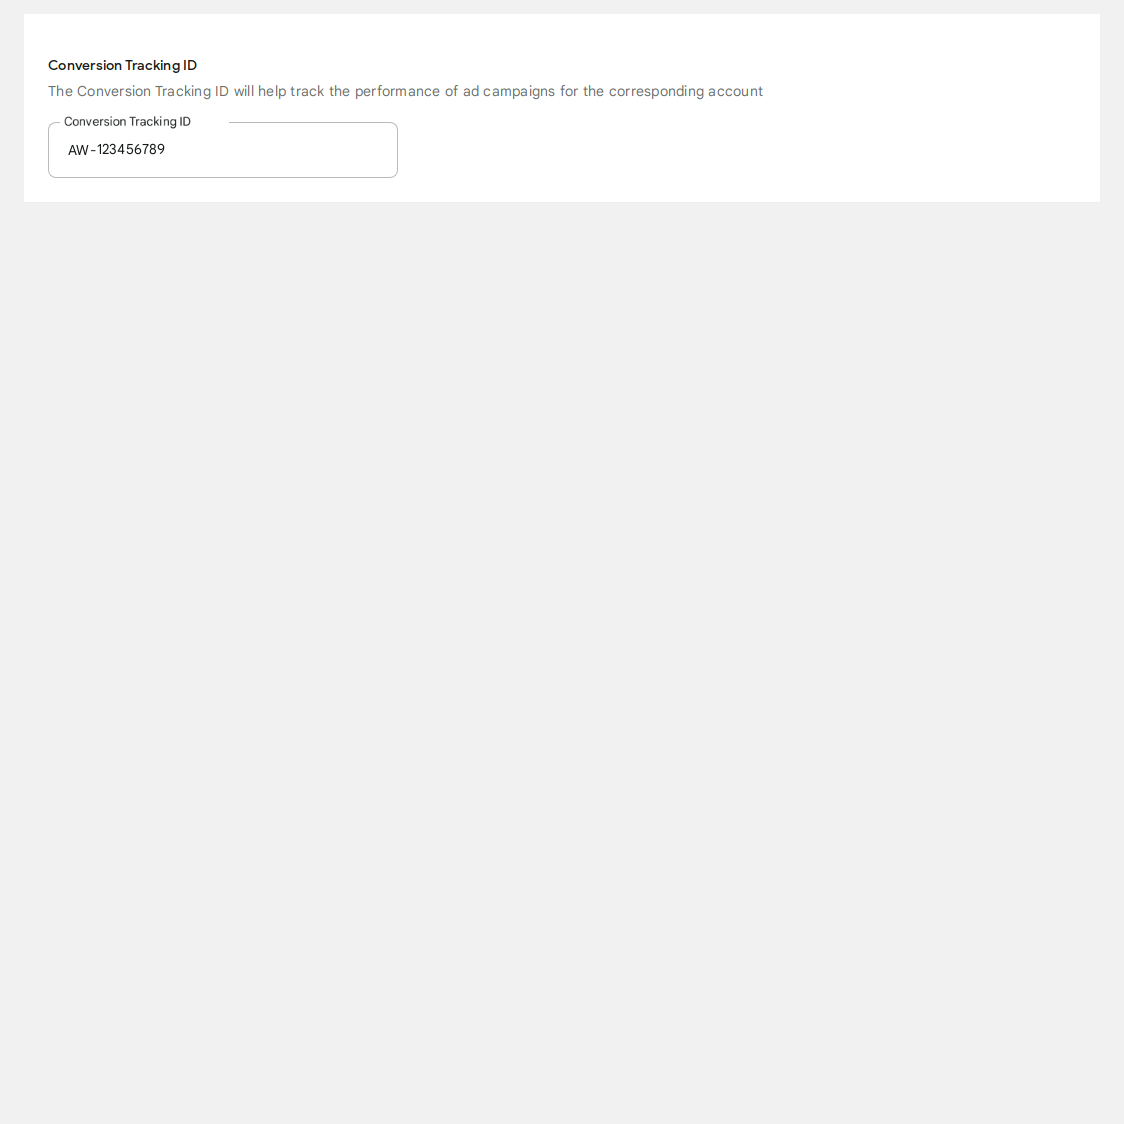 Conversion Tracking ID
The Conversion Tracking ID will help track the performance of ad campaigns for the corresponding account
Conversion Tracking ID
AW-123456789